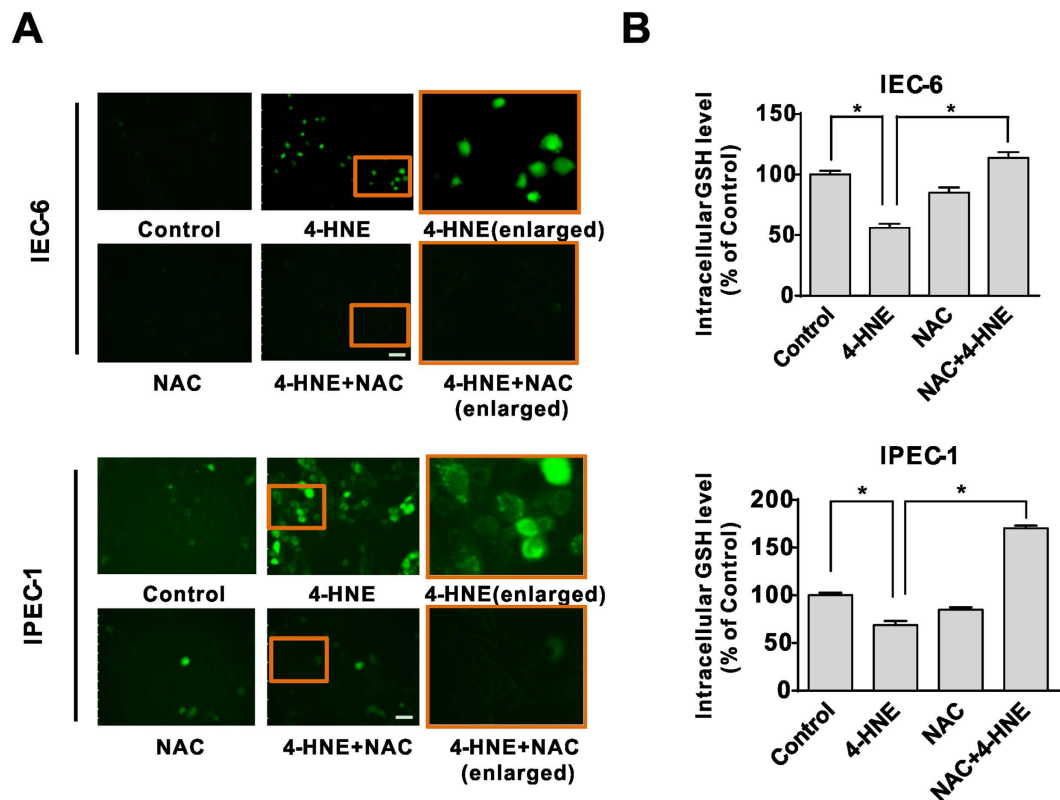 A
IEC-6
Control
4-HNE
4-HNE(enlarged)
NAC
4-HNE+NAC
4-HNE+NAC
(enlarged)
IPEC-1
Control
4-HNE
4-HNE(enlarged)
NAC
4-HNE+NAC
4-HNE+NAC
(enlarged)
B
IEC-6
Intracellular GSH level
(% of Control)
150
100
50
0
*
*
Control
4-HNE
NAC
NAC+4-HNE
IPEC-1
Intracellular GSH level
(% of Control)
200
150
100
50
0
*
*
Control
4-HNE
NAC
NAC+4-HNE